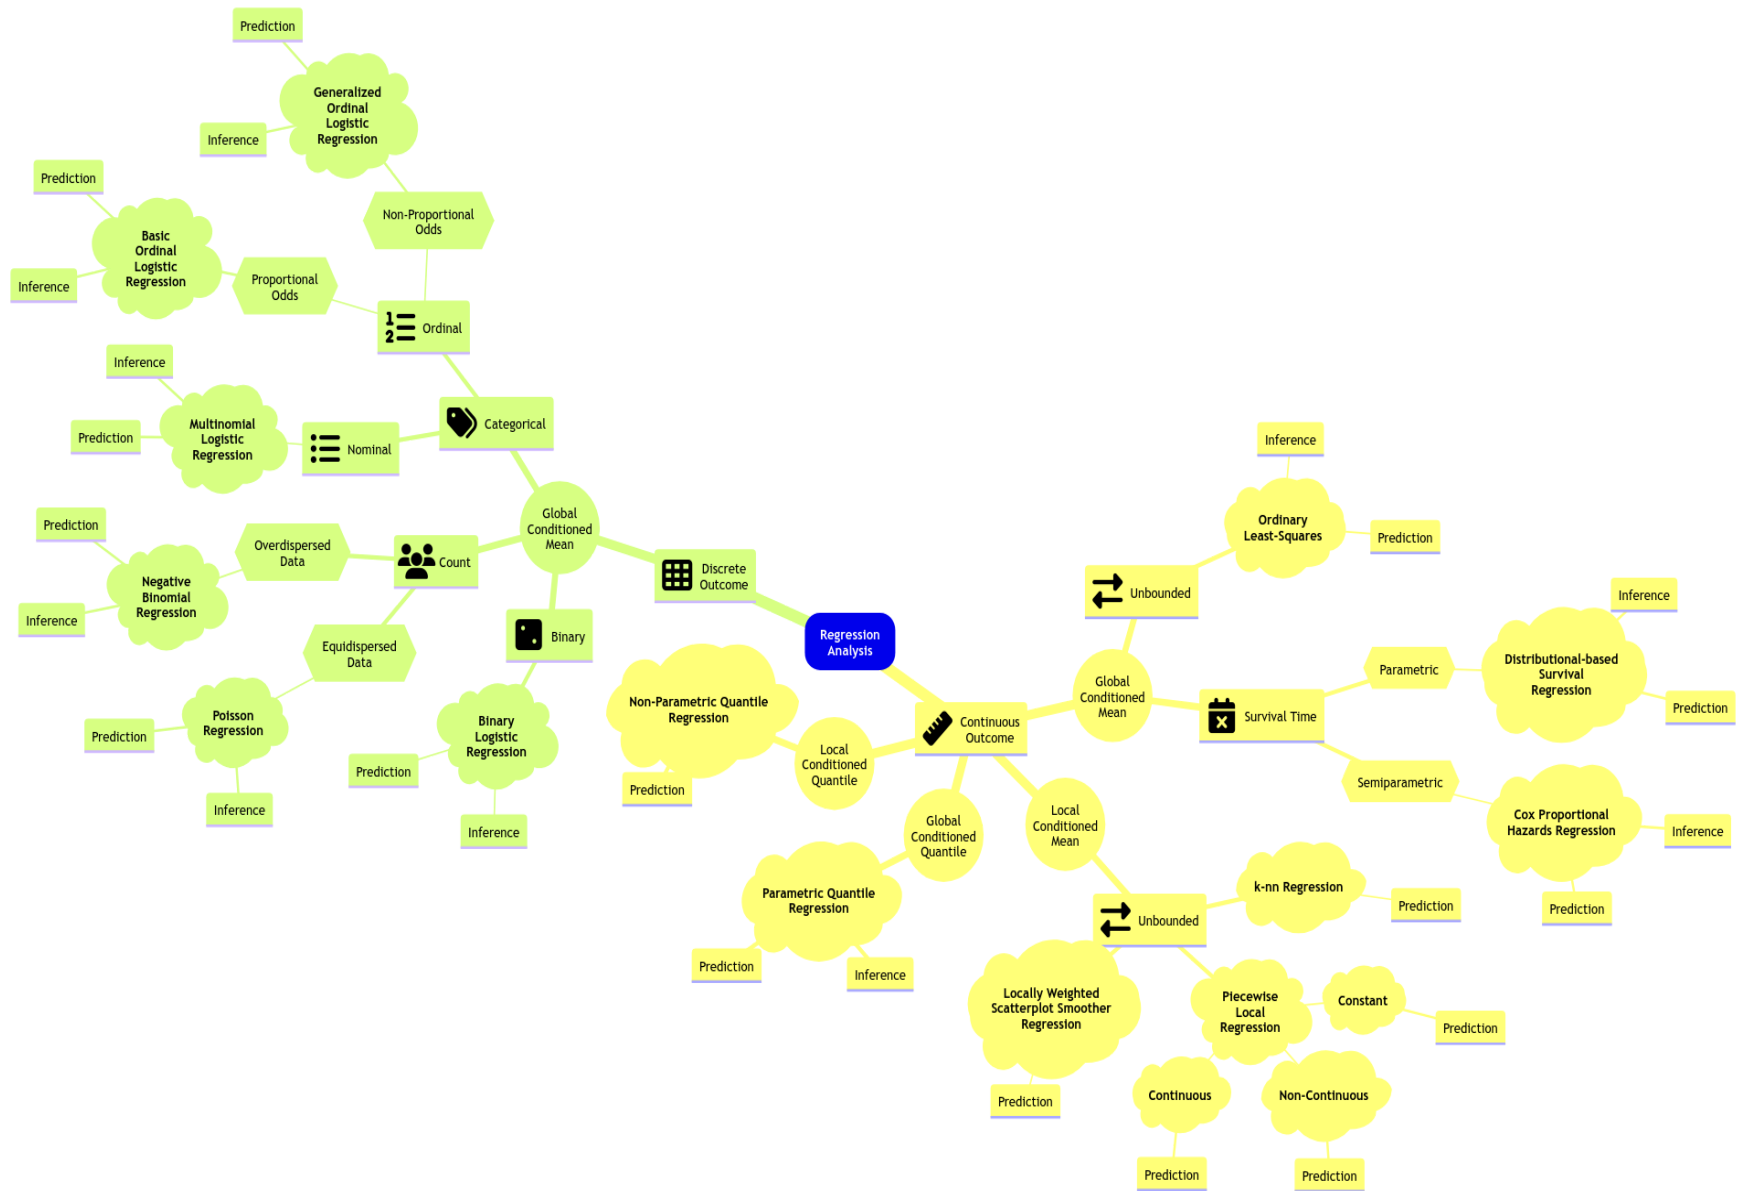 Prediction
Generalized
Ordinal
Logistic
Regression
Inference
Prediction
Non-Proportional
Odds
Basic
Ordinal
Logistic
Regression
Inference
Proportional
Odds
1
2
Ordinal
Inference
Multinomial
Logistic
Regression
Prediction
Nominal
Categorical
Global
Conditioned
Mean
Prediction
Overdispersed
Data
Count
Negative
Binomial
Regression
Inference
Discrete
Outcome
Binary
Equidispersed
Data
Poisson
Regression
Prediction
Inference
Binary
Logistic
Regression
Prediction
Inference
Regression
Analysis
Inference
Ordinary
Least-Squares
Prediction
Unbounded
Inference
Global
Conditioned
Mean
Parametric
Distributional-based
Survival
Regression
Prediction
Survival Time
Non-Parametric Quantile
Regression
Continuous
Outcome
Local
Conditioned
Quantile
Prediction
Semiparametric
Cox Proportional
Hazards Regression
Inference
Prediction
Global
Conditioned
Quantile
Local
Conditioned
Mean
Parametric Quantile
Regression
Prediction
Inference
k-nn Regression
Prediction
Unbounded
Locally Weighted
Scatterplot Smoother
Regression
Prediction
Piecewise
Local
Regression
Constant
Prediction
Continuous
Prediction
Non-Continuous
Prediction